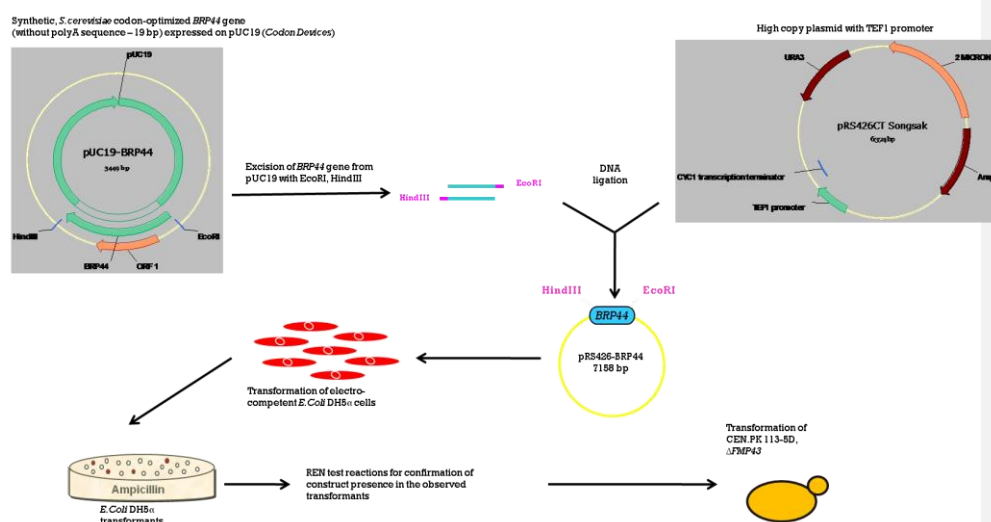 Synthetic, S.cerevisiae codon-optimized BRP44 gene
(without polyA sequence – 19 bp) expressed on pUC19 (Codon Devices)
High copy plasmid with TEF1 promoter
pUC19
pUC19-BRP44
HindIII
EcoRI
BRP44
ORF 1
Excision of BRP44 gene from
pUC19 with EcoRI, HindIII
EcoRI
HindIII
DNA
ligation
URA3
2 MICRON
pRS426CT Songsak
CYC1 transcription terminator
TEF1 promoter
Amp
HindIII
EcoRI
BRP44
pRS426-BRP44
7158 bp
Transformation of electro-
competent E.Coli DH5α cells
Transformation of
CEN.PK 113-5D,
ΔFMP43
Ampicillin
E.Coli DH5α
transformants
REN test reactions for confirmation of
construct presence in the observed
transformants